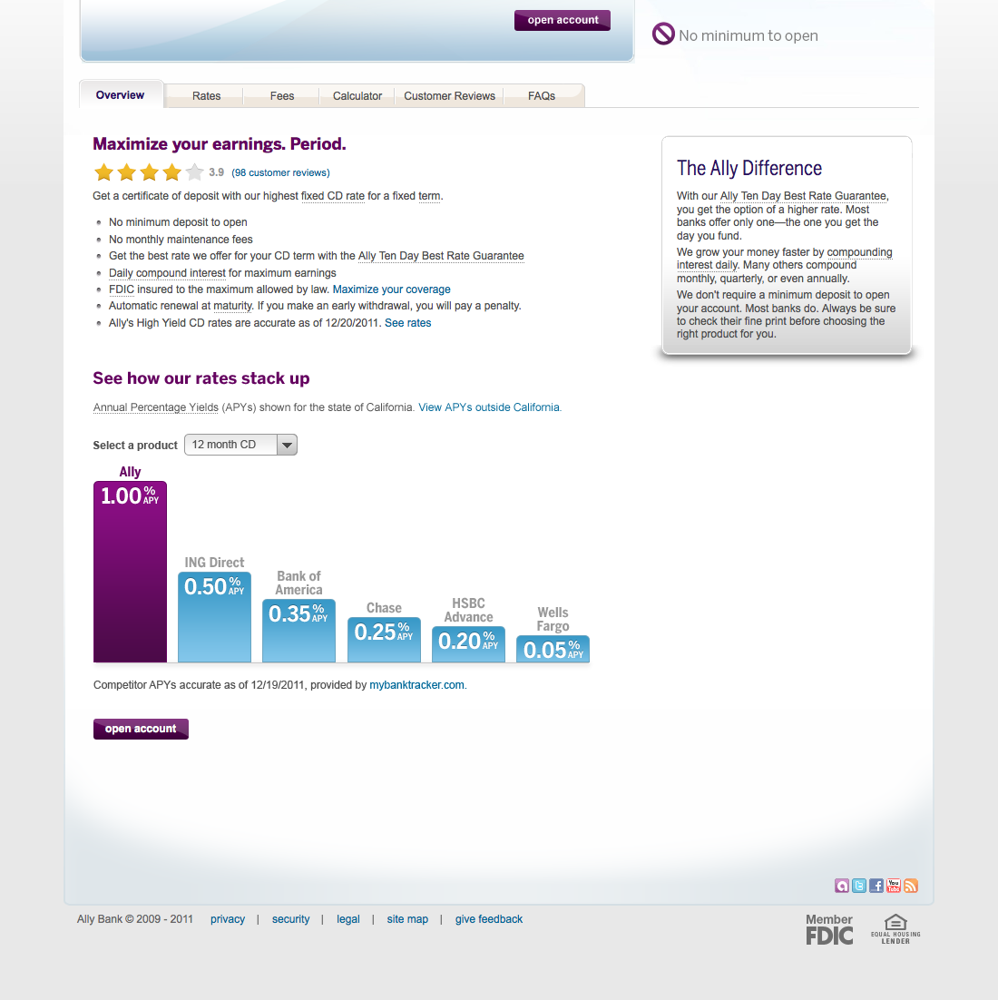 open account
No minimum to open
Overview
Rates
Fees
Calculator
Customer Reviews
FAQs
Maximize your earnings. Period.
3.9 (98 customer reviews)
Get a certificate of deposit with our highest fixed CD rate for a fixed term.
No minimum deposit to open
No monthly maintenance fees
Get the best rate we offer for your CD term with the Ally Ten Day Best Rate Guarantee
Daily compound interest for maximum earnings
FDIC insured to the maximum allowed by law. Maximize your coverage
Automatic renewal at maturity. If you make an early withdrawal, you will pay a penalty.
Ally's High Yield CD rates are accurate as of 12/20/2011. See rates
The Ally Difference
With our Ally Ten Day Best Rate Guarantee,
you get the option of a higher rate. Most
banks offer only one—the one you get the
day you fund.
We grow your money faster by compounding
interest daily. Many others compound
monthly, quarterly, or even annually.
We don't require a minimum deposit to open
your account. Most banks do. Always be sure
to check their fine print before choosing the
right product for you.
See how our rates stack up
Annual Percentage Yields (APYs) shown for the state of California. View APYs outside California.
Select a product 12 month CD
Ally
1.00% APY
ING Direct
0.50% APY
Bank of
America
0.35% APY
Chase
0.25% APY
HSBC
Advance
0.20% APY
Wells
Fargo
0.05% APY
Competitor APYs accurate as of 12/19/2011, provided by mybanktracker.com.
open account
a t f You Tube
Ally Bank © 2009 - 2011 privacy | security | legal | site map | give feedback
Member
FDIC
EQUAL HOUSING
LENDER